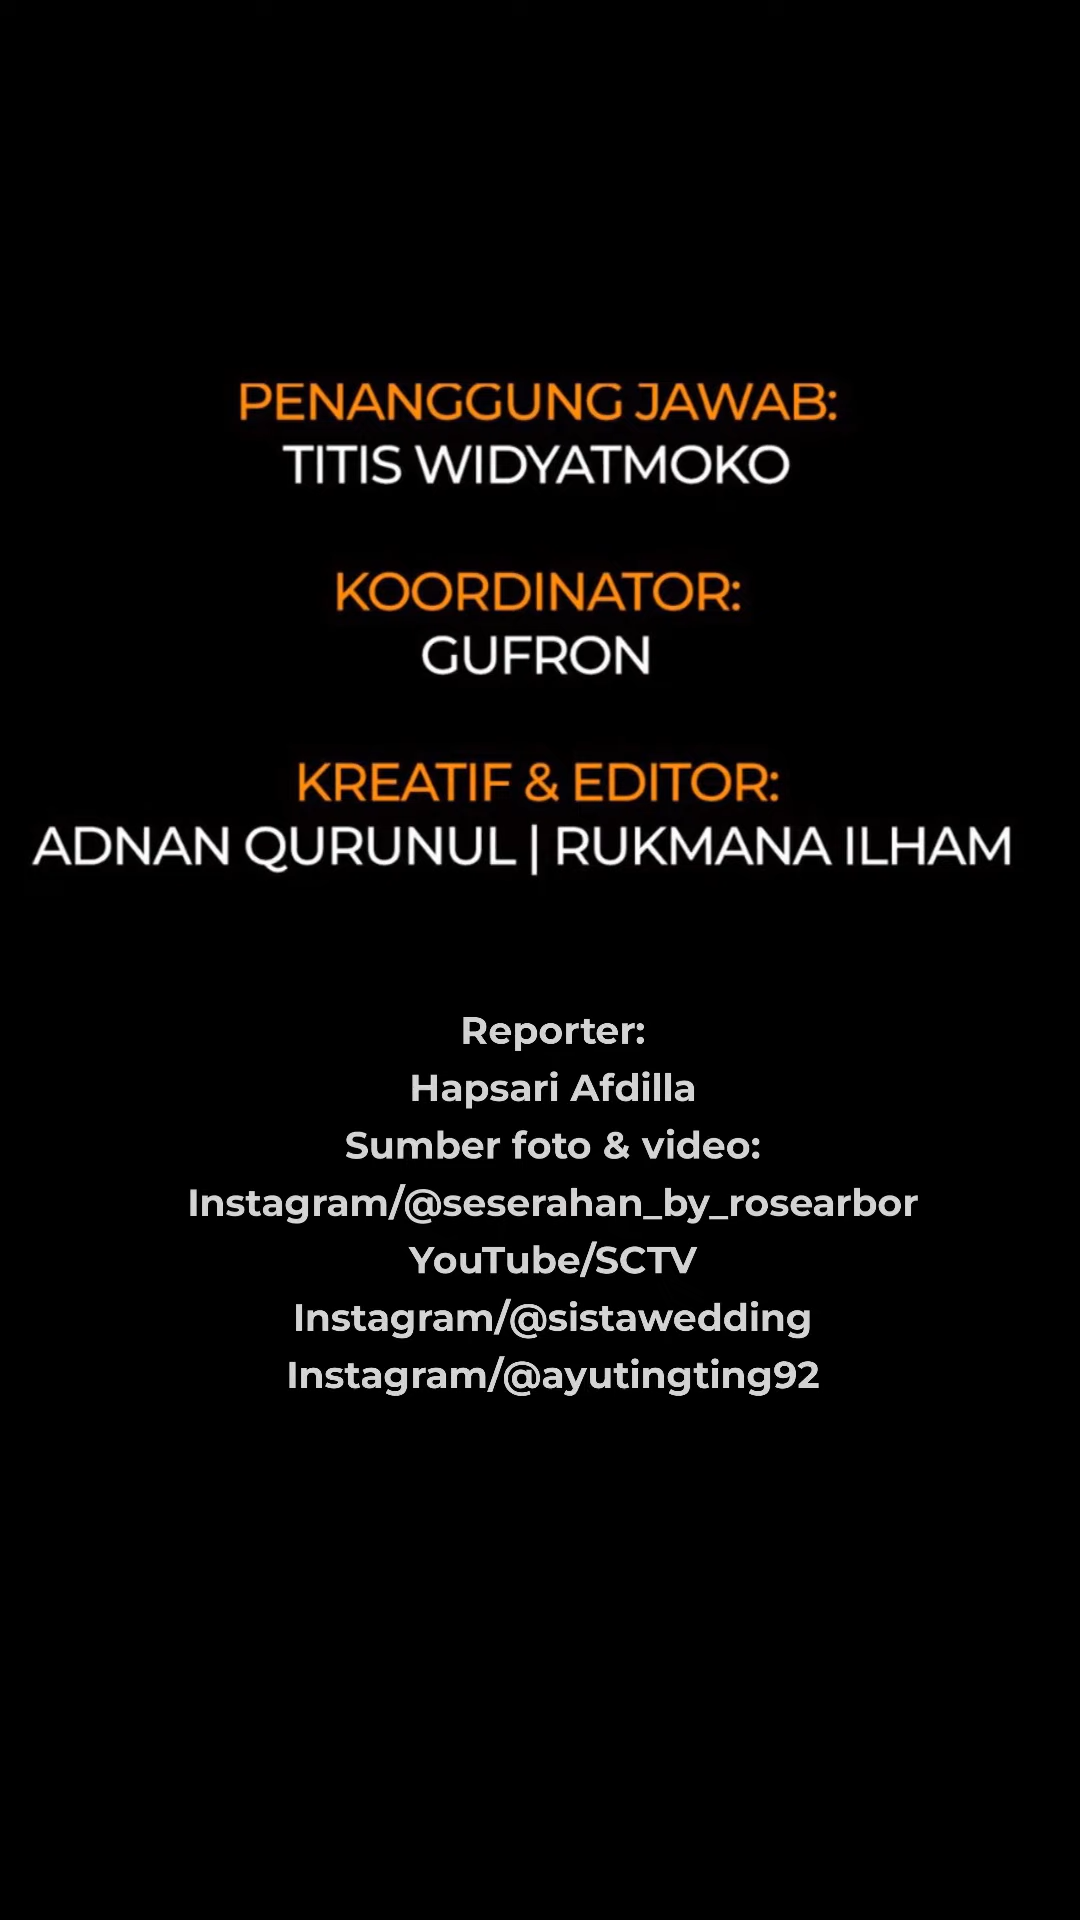 PENANGGUNG JAWAB:
TITIS WIDYATMOKO
KOORDINATOR:
GUFRON
KREATIF & EDITOR:
ADNAN QURUNUL | RUKMANA ILHAM
Reporter:
Hapsari Afdilla
Sumber foto & video:
Instagram/@seserahan_by_rosearbor
YouTube/SCTV
Instagram/@sistawedding
Instagram/@ayutingting92